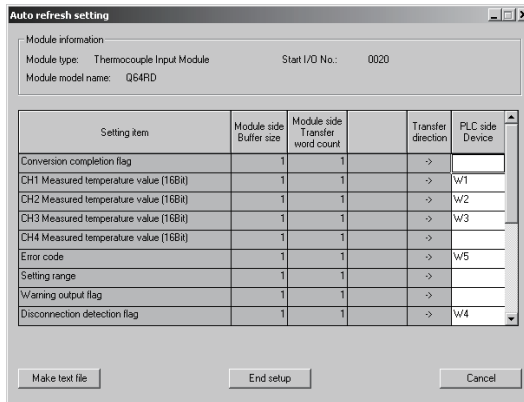 Auto refresh setting
Module information
Module type: Thermocouple Input Module Start I/O No.: 0020
Module model name: Q64RD
Setting item Module side Buffer size Module side Transfer word count Transfer direction PLC side Device
Conversion completion flag 1 1 ->
CH1 Measured temperature value (16Bit) 1 1 -> W1
CH2 Measured temperature value (16Bit) 1 1 -> W2
CH3 Measured temperature value (16Bit) 1 1 -> W3
CH4 Measured temperature value (16Bit) 1 1 ->
Error code 1 1 -> W5
Setting range 1 1 ->
Warning output flag 1 1 ->
Disconnection detection flag 1 1 -> W4
Make text file End setup Cancel